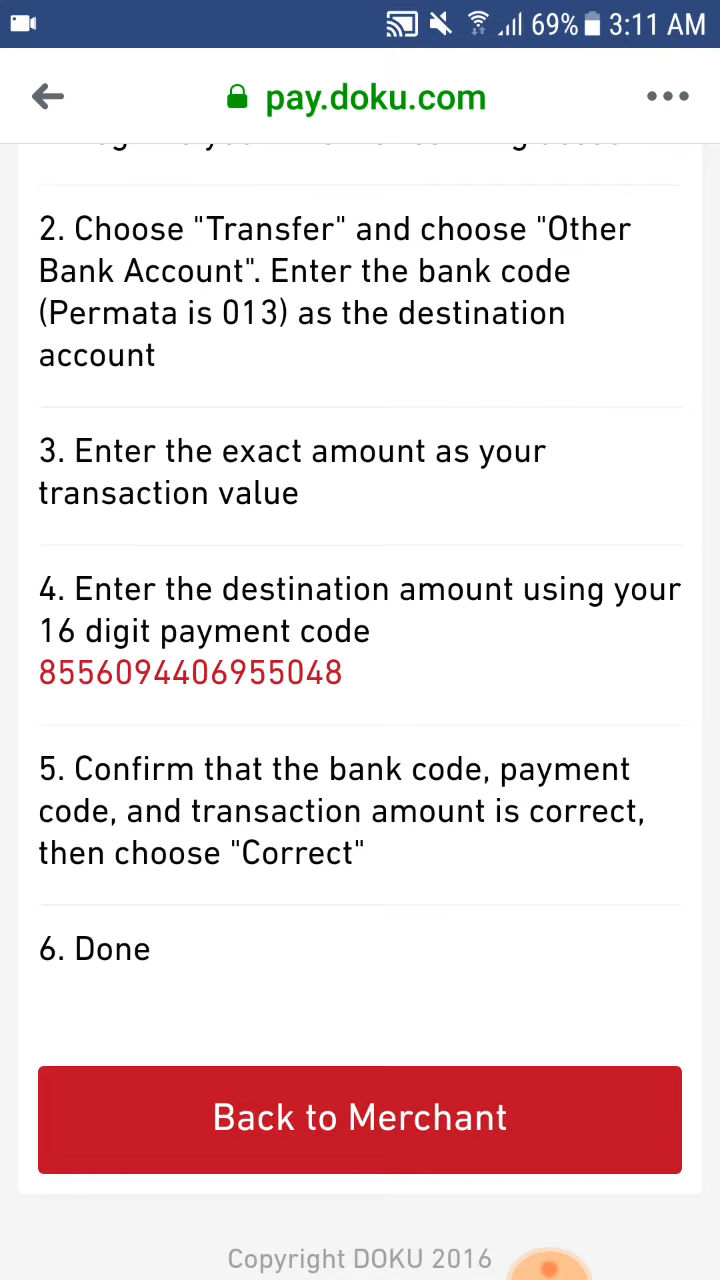 69% 3:11 AM
pay.doku.com
2. Choose "Transfer" and choose "Other
Bank Account". Enter the bank code
(Permata is 013) as the destination
account
3. Enter the exact amount as your
transaction value
4. Enter the destination amount using your
16 digit payment code
8556094406955048
5. Confirm that the bank code, payment
code, and transaction amount is correct,
then choose "Correct"
6. Done
Back to Merchant
Copyright DOKU 2016